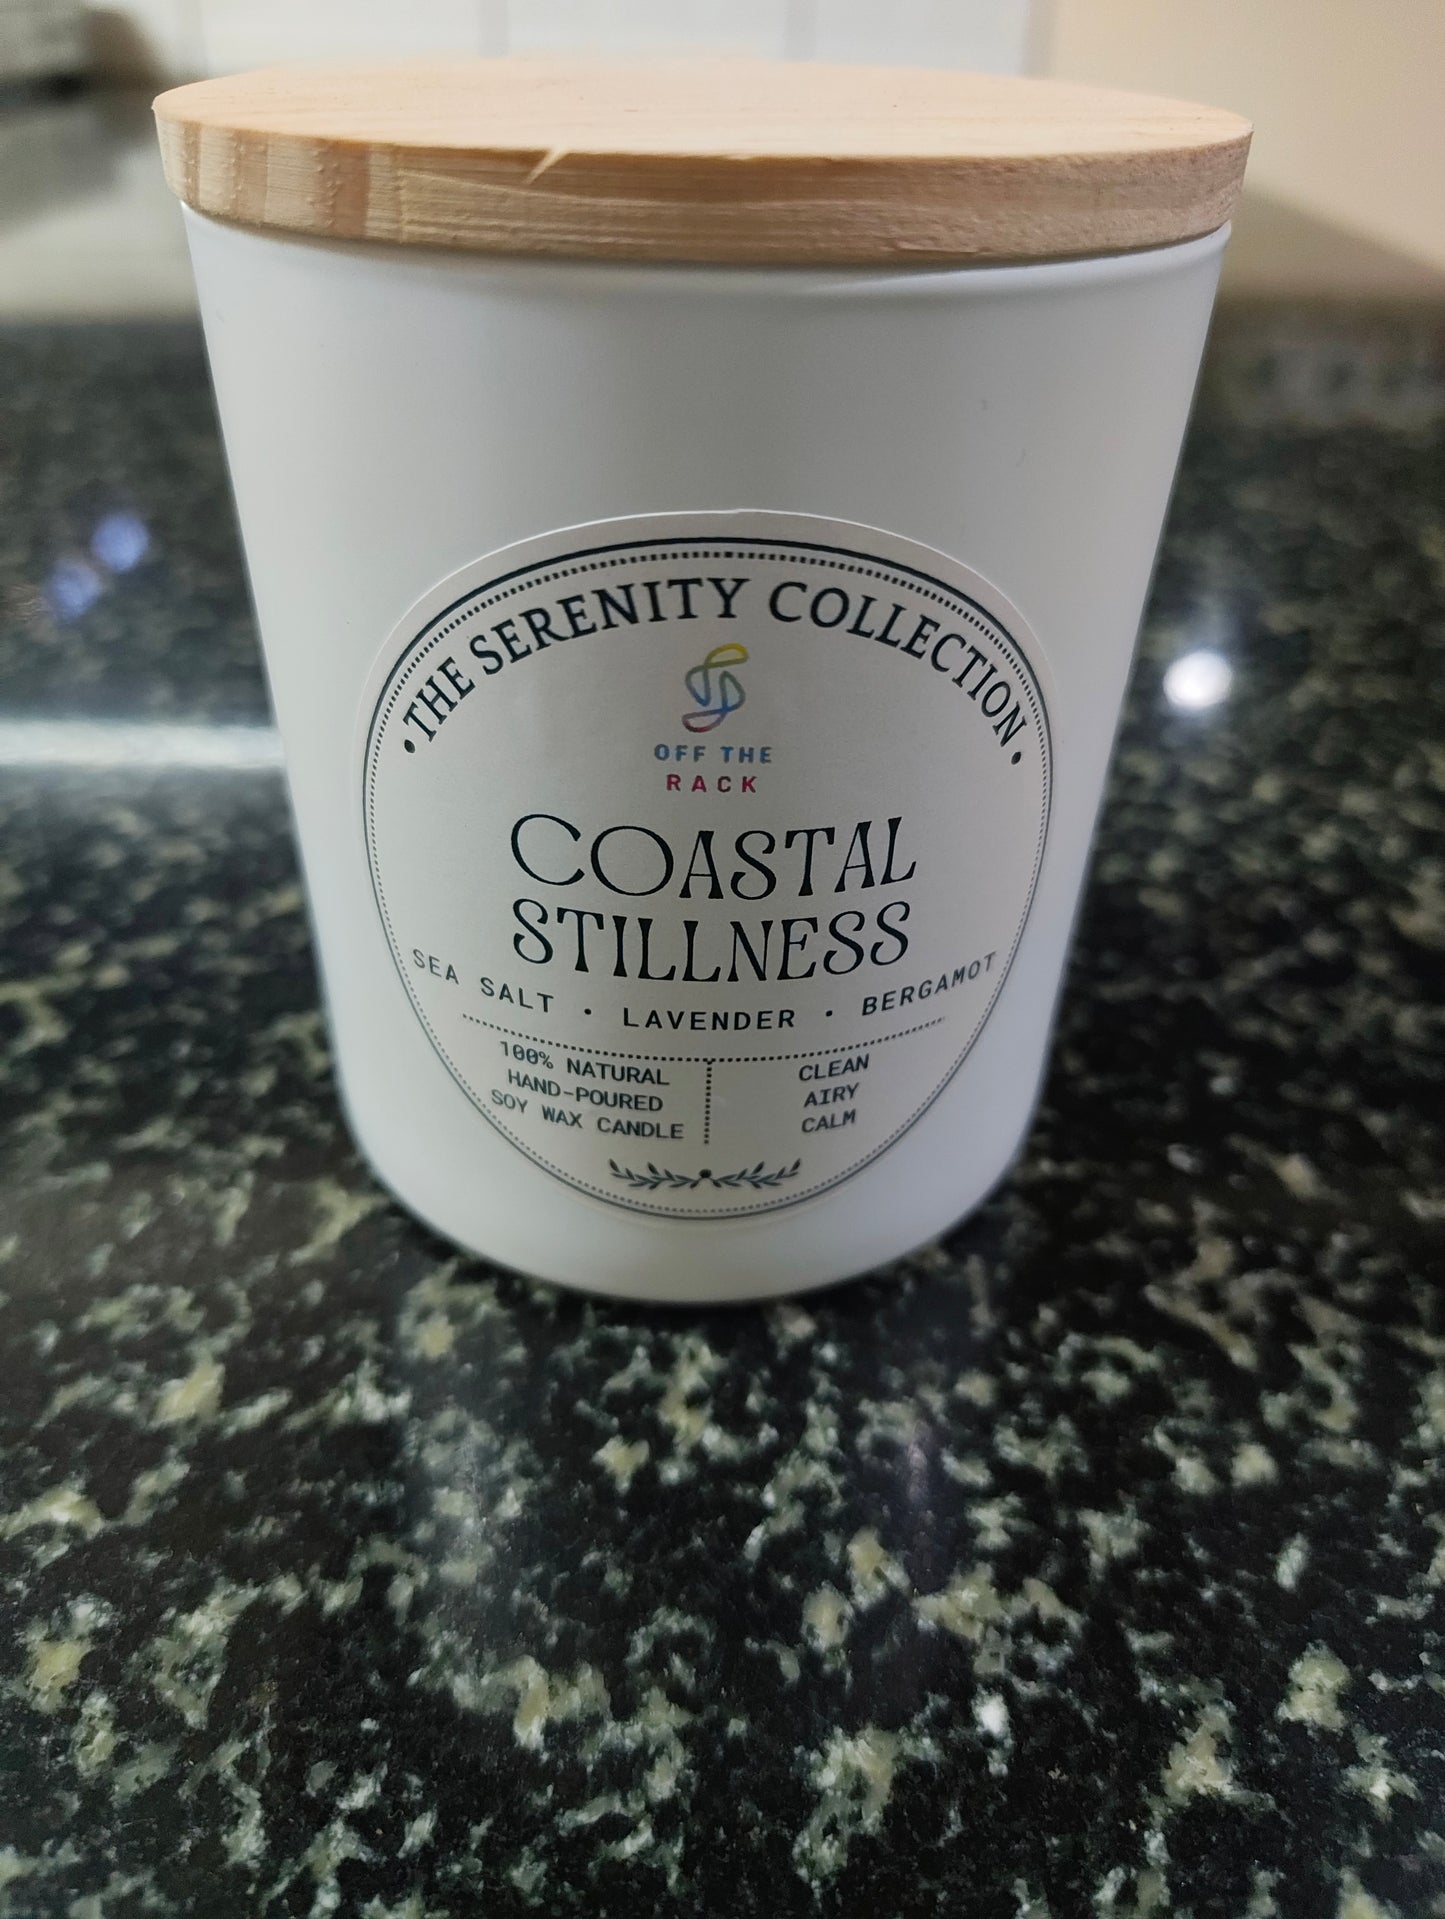 • THE SERENITY COLLECTION •
OFF THE
RACK
COASTAL
STILLNESS
SEA SALT • LAVENDER • BERGAMOT
100% NATURAL
HAND-POURED
SOY WAX CANDLE
CLEAN
AIRY
CALM